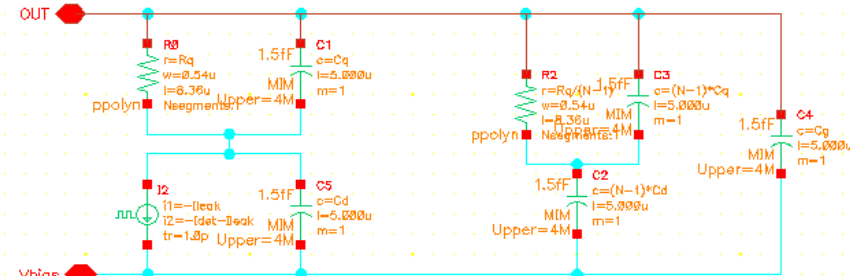 OUT
R0
r=Rq
w=0.54u
l=8.36u
Nsegments:
ppolyn
C1
1.5fF
c=Cq
l=5.000u
MIM
m=1
Upper=4M
R2
r=Rq/(N-1)
w=0.54u
l=8.36u
Nsegments:1
ppolyn
C3
1.5fF
c=(N-1)*Cq
l=5.000u
MIM
m=1
Upper=4M
C4
1.5fF
c=Cg
l=5.000u
MIM
m=1
Upper=4M
I2
i1=-Ileak
i2=-Idet-Ileak
tr=1.0p
C5
1.5fF
c=Cd
l=5.000u
MIM
m=1
Upper=4M
C2
1.5fF
c=(N-1)*Cd
l=5.000u
MIM
m=1
Upper=4M
Vbias